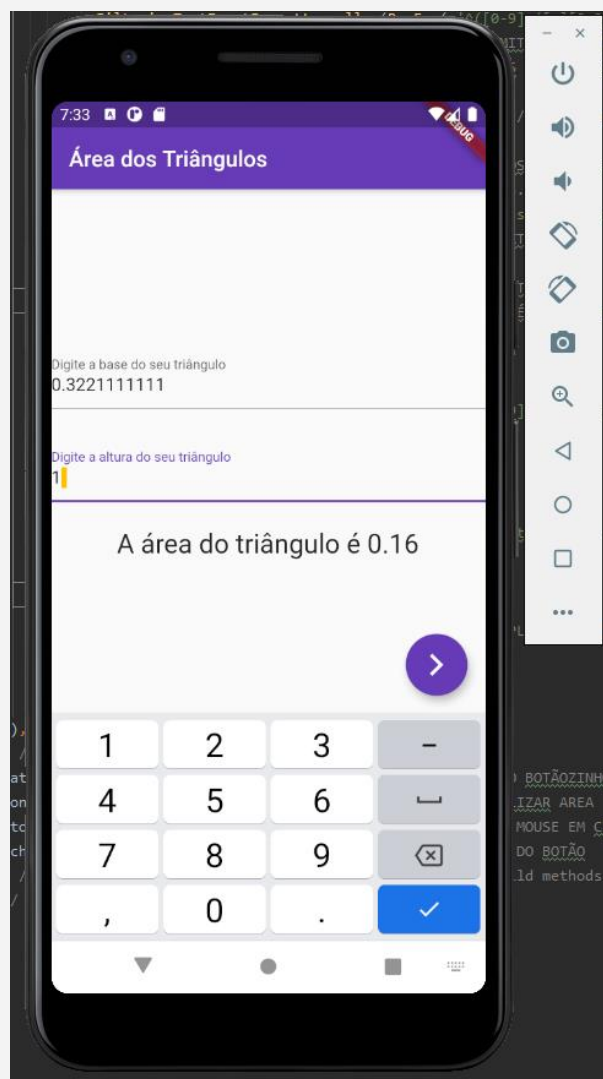 7:33
DEBUG
Área dos Triângulos
Digite a base do seu triângulo
0.3221111111
Digite a altura do seu triângulo
1
A área do triângulo é 0.16
1 2 3 -
4 5 6
7 8 9
, 0 .
BOTÃOZINHO
LIZAR AREA
MOUSE EM C
DO BOTÃO
ld methods